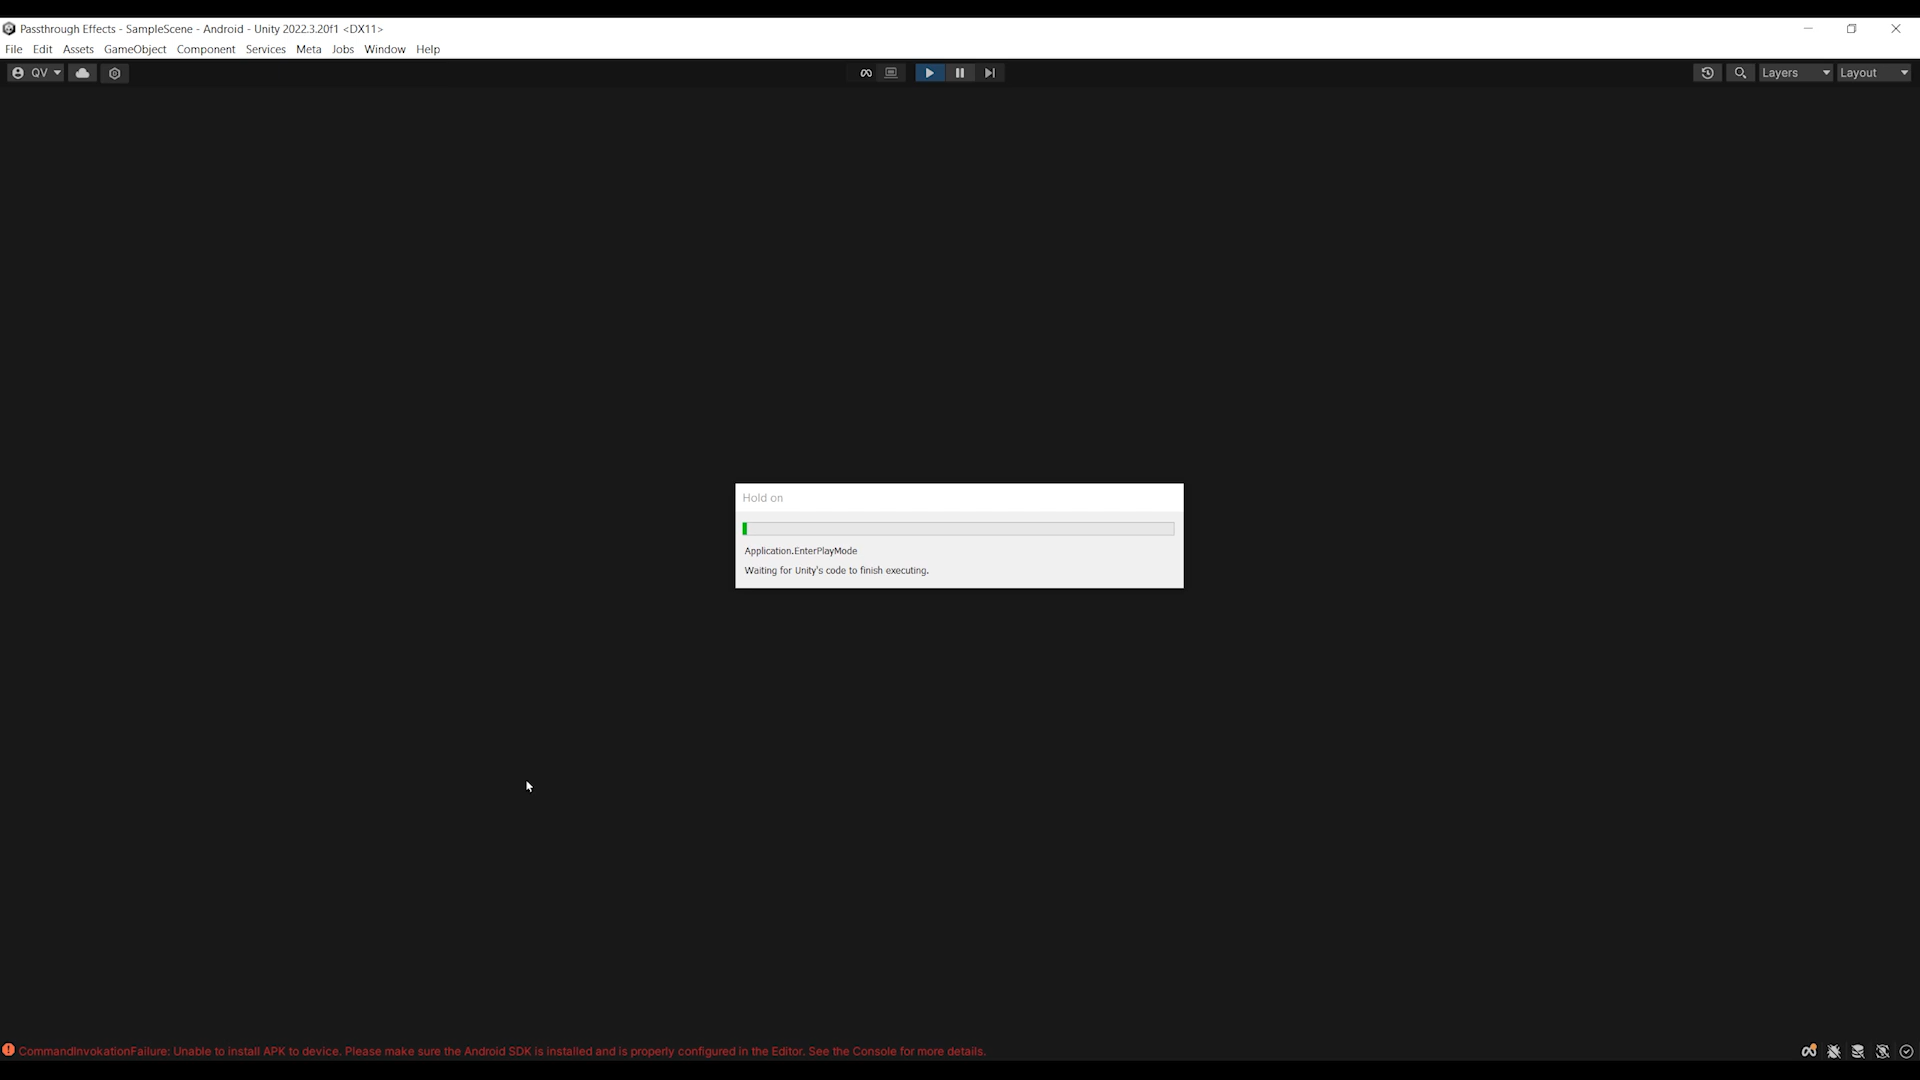 Passthrough Effects - SampleScene - Android - Unity 2022.3.20f1 <DX11>
File Edit Assets GameObject Component Services Meta Jobs Window Help
QV Layers Layout
Hold on
Application.EnterPlayMode
Waiting for Unity's code to finish executing.
CommandInvokationFailure: Unable to install APK to device. Please make sure the Android SDK is installed and is properly configured in the Editor. See the Console for more details.